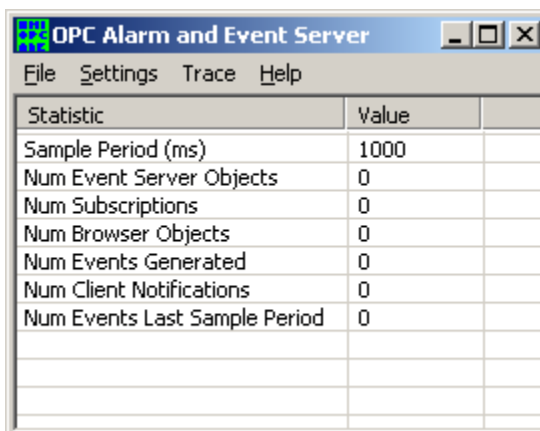 OPC Alarm and Event Server
File Settings Trace Help
Statistic Value
Sample Period (ms) 1000
Num Event Server Objects 0
Num Subscriptions 0
Num Browser Objects 0
Num Events Generated 0
Num Client Notifications 0
Num Events Last Sample Period 0